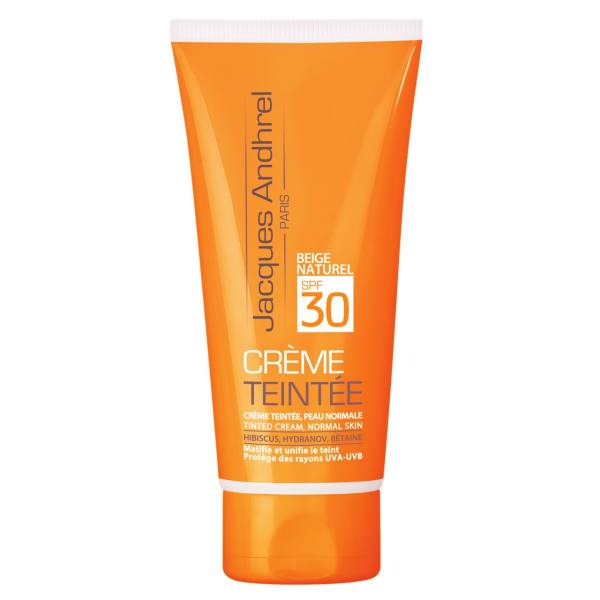 Jacques Andhrel
PARIS
BEIGE
NATUREL
SPF
30
CRÈME
TEINTÉE
CRÈME TEINTÉE, PEAU NORMALE
TINTED CREAM, NORMAL SKIN
HIBISCUS, HYDRANOV, BÉTAINE
Matifie et unifie le teint
Protège des rayons UVA-UVB